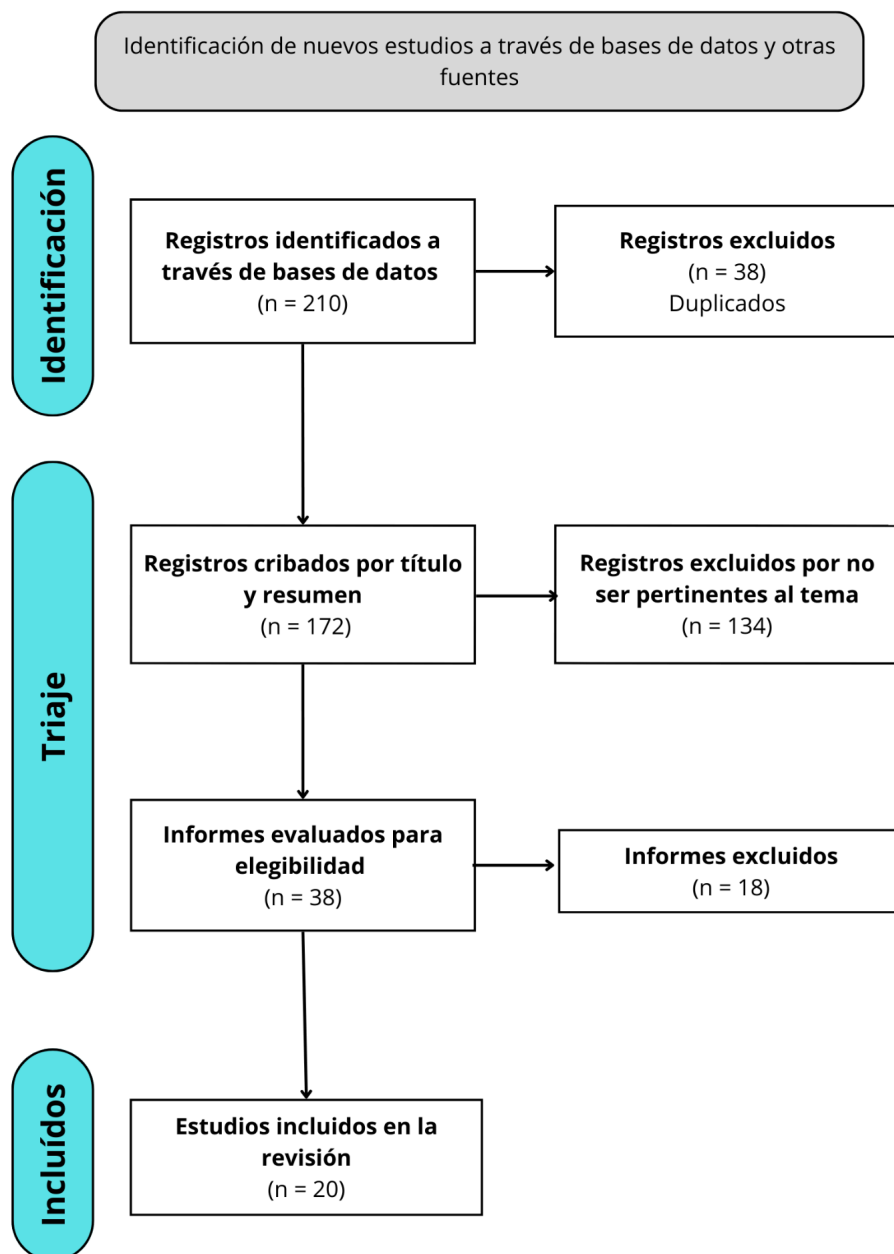 Identificación de nuevos estudios a través de bases de datos y otras
fuentes
Identificación
Registros identificados a
través de bases de datos
(n = 210)
Registros excluidos
(n = 38)
Duplicados
Triaje
Registros cribados por título
y resumen
(n = 172)
Registros excluidos por no
ser pertinentes al tema
(n = 134)
Informes evaluados para
elegibilidad
(n = 38)
Informes excluidos
(n = 18)
Incluídos
Estudios incluidos en la
revisión
(n = 20)